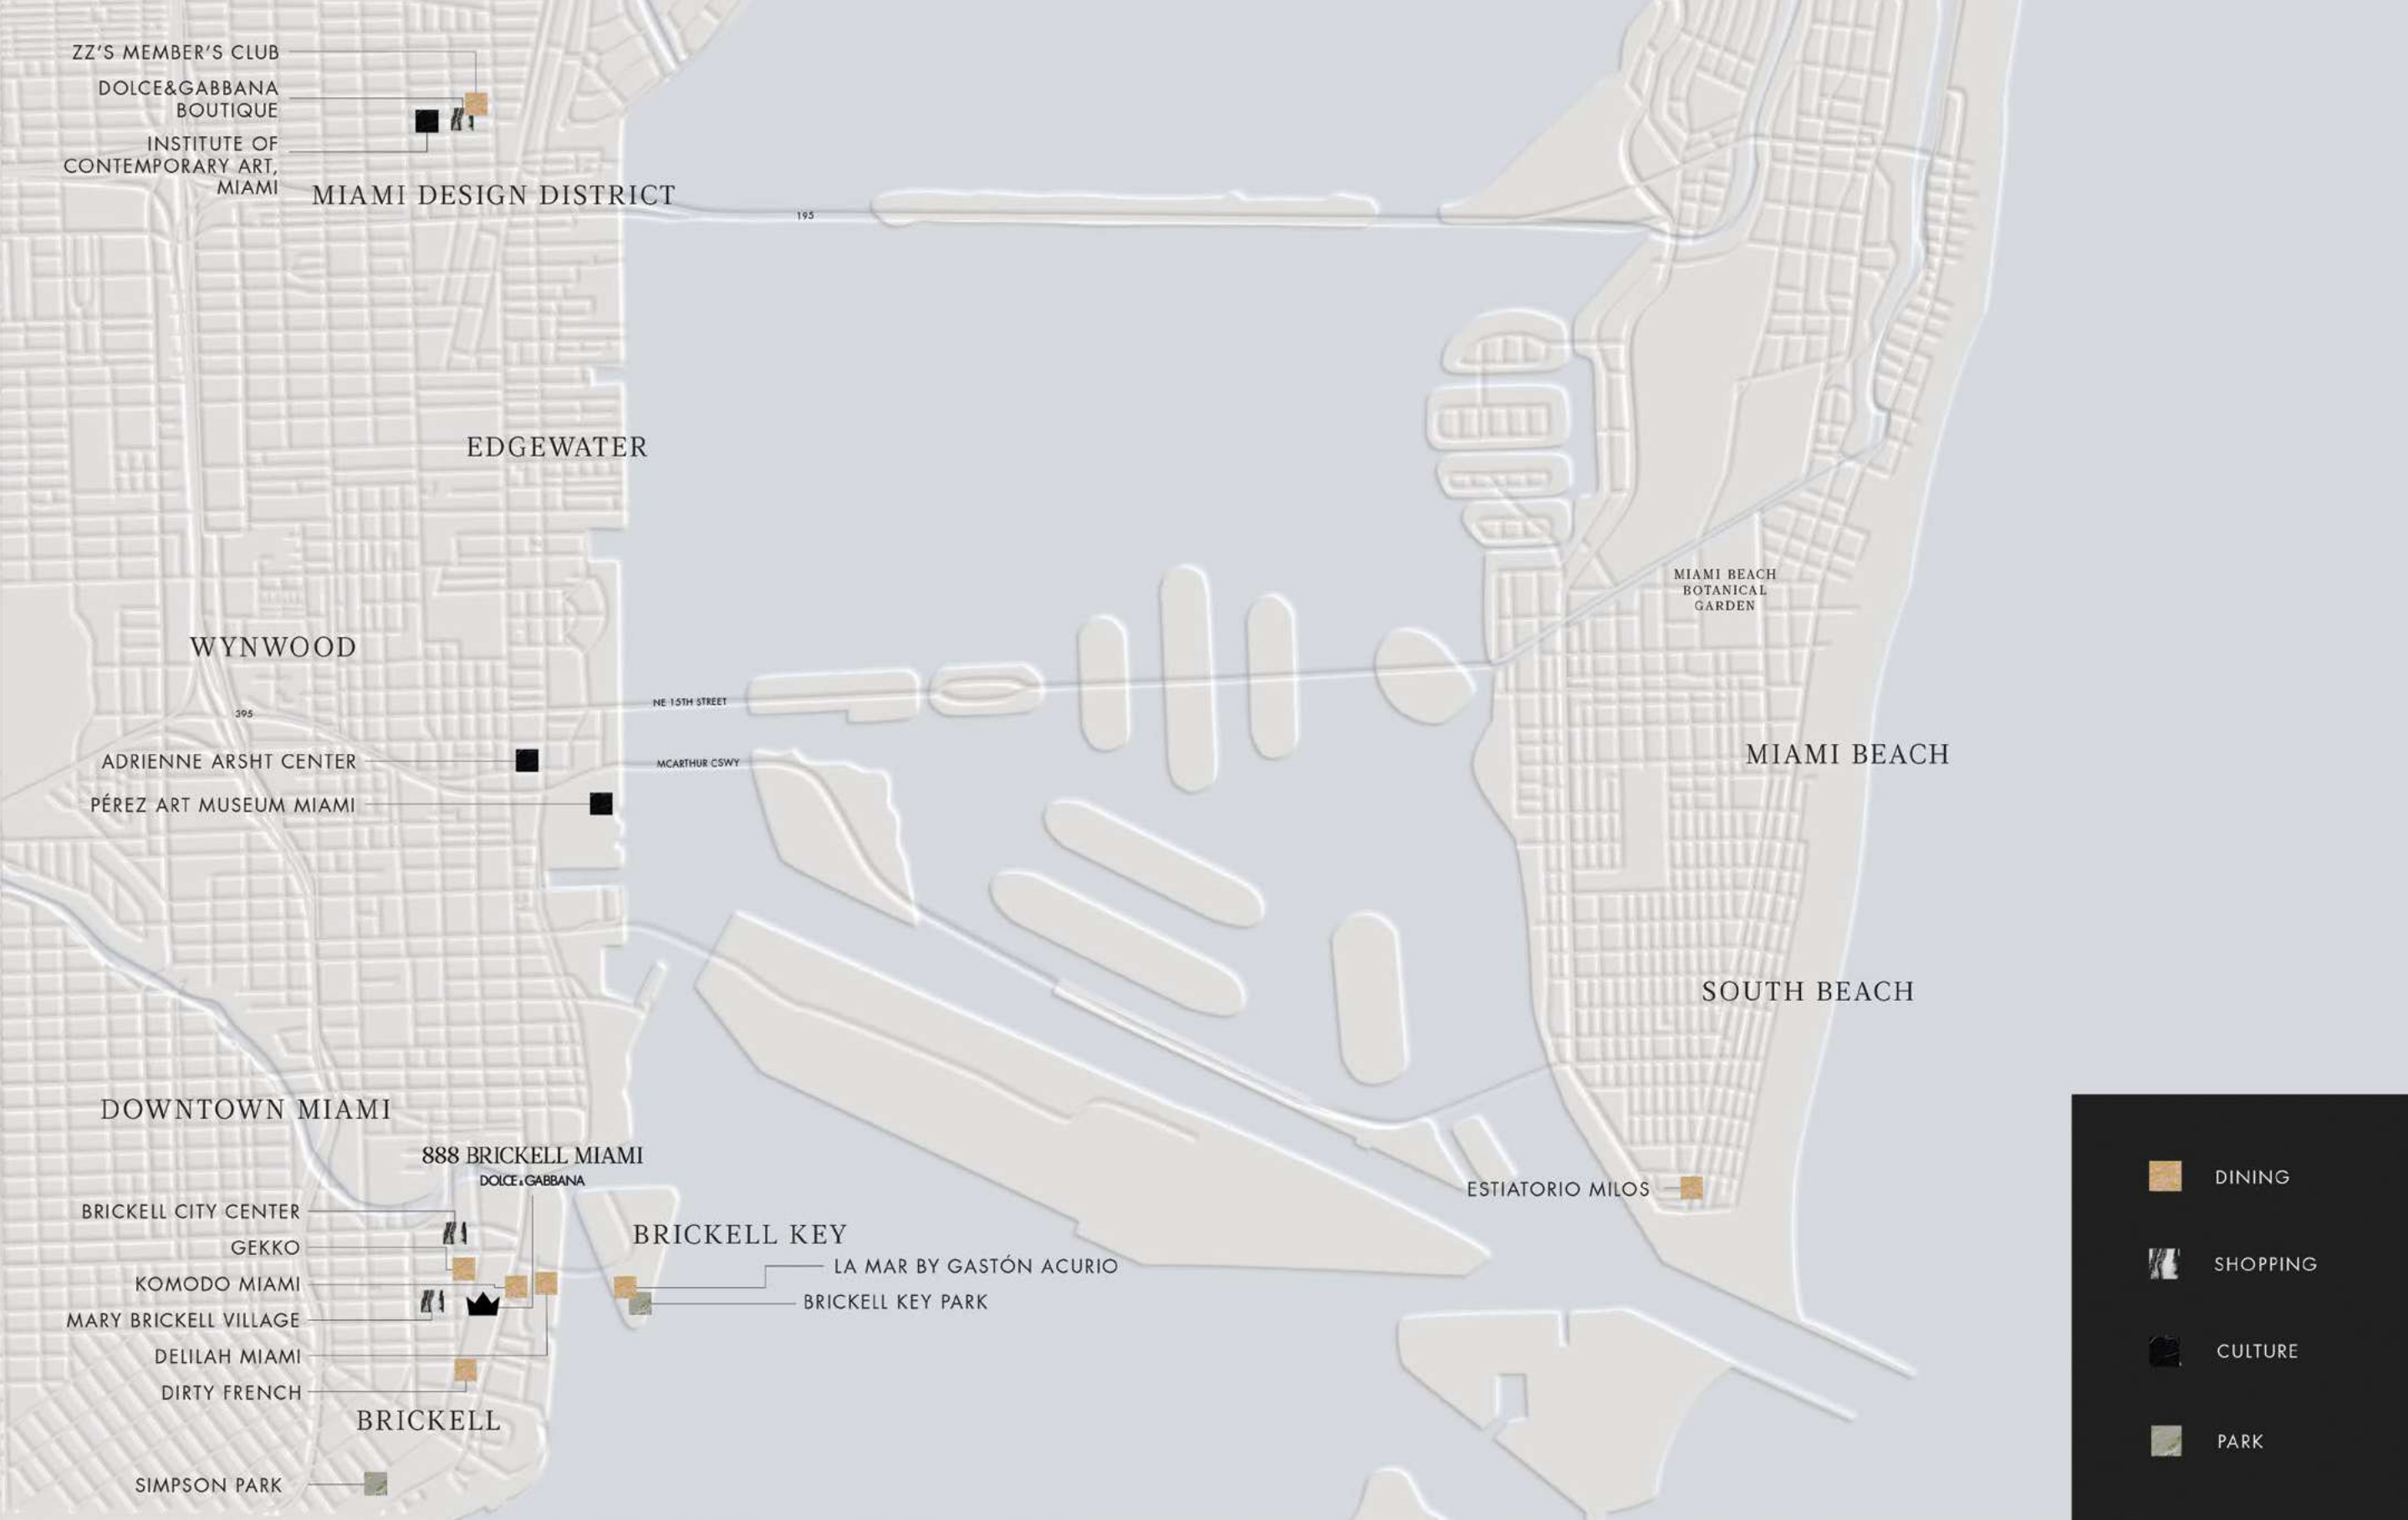 ZZ'S MEMBER'S CLUB
DOLCE&GABBANA
BOUTIQUE
INSTITUTE OF
CONTEMPORARY ART,
MIAMI
MIAMI DESIGN DISTRICT
195
EDGEWATER
MIAMI BEACH
BOTANICAL
GARDEN
WYNWOOD
NE 15TH STREET
395
ADRIENNE ARSHT CENTER
MCARTHUR CSWY
MIAMI BEACH
PÉREZ ART MUSEUM MIAMI
SOUTH BEACH
DOWNTOWN MIAMI
888 BRICKELL MIAMI
DOLCE&GABBANA
ESTIATORIO MILOS
BRICKELL CITY CENTER
GEKKO
KOMODO MIAMI
MARY BRICKELL VILLAGE
DELILAH MIAMI
DIRTY FRENCH
BRICKELL KEY
LA MAR BY GASTÓN ACURIO
BRICKELL KEY PARK
BRICKELL
SIMPSON PARK
DINING
SHOPPING
CULTURE
PARK